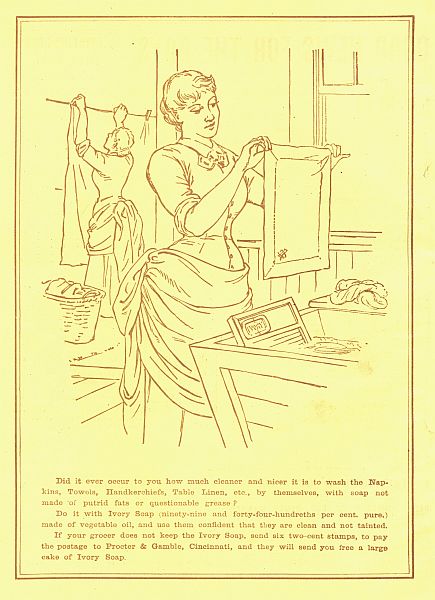 Did it ever occur to you how much cleaner and nicer it is to wash the Nap-
kins, Towels, Handkerchiefs, Table Linen, etc., by themselves, with soap not
made of putrid fats or questionable grease?
Do it with Ivory Soap (ninety-nine and forty-four-hundreths per cent. pure,)
made of vegetable oil, and use them confident that they are clean and not tainted.
If your grocer does not keep the Ivory Soap, send six two-cent stamps, to pay
the postage to Procter & Gamble, Cincinnati, and they will send you free a large
cake of Ivory Soap.